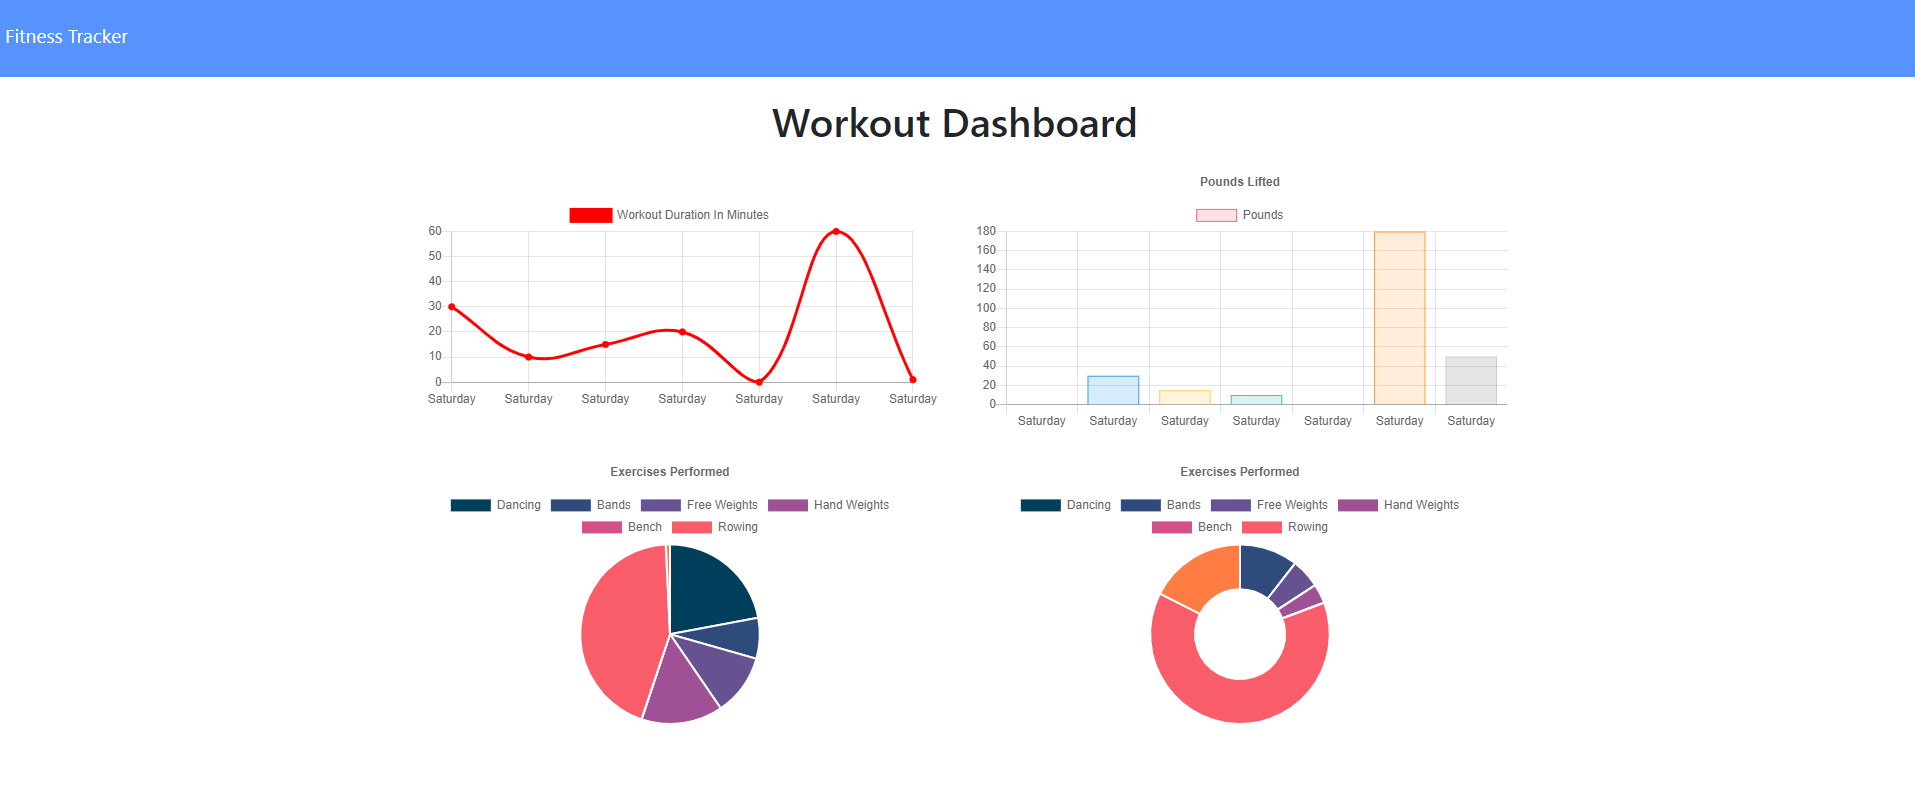 Fitness Tracker
Workout Dashboard
Workout Duration In Minutes
60
50
40
30
20
10
0
Saturday Saturday Saturday Saturday Saturday Saturday Saturday
Pounds Lifted
Pounds
180
160
140
120
100
80
60
40
20
0
Saturday Saturday Saturday Saturday Saturday Saturday Saturday
Exercises Performed
Dancing Bands Free Weights Hand Weights
Bench Rowing
Exercises Performed
Dancing Bands Free Weights Hand Weights
Bench Rowing